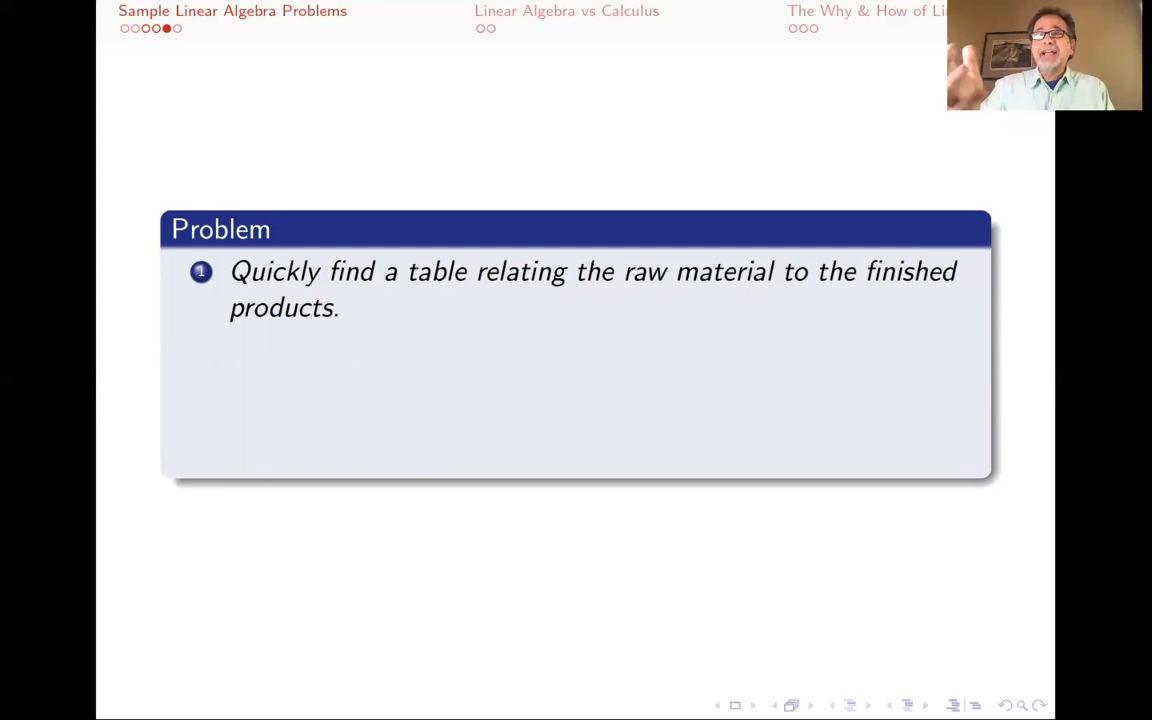 Sample Linear Algebra Problems
Linear Algebra vs Calculus
The Why & How of Li
Problem
1 Quickly find a table relating the raw material to the finished
products.